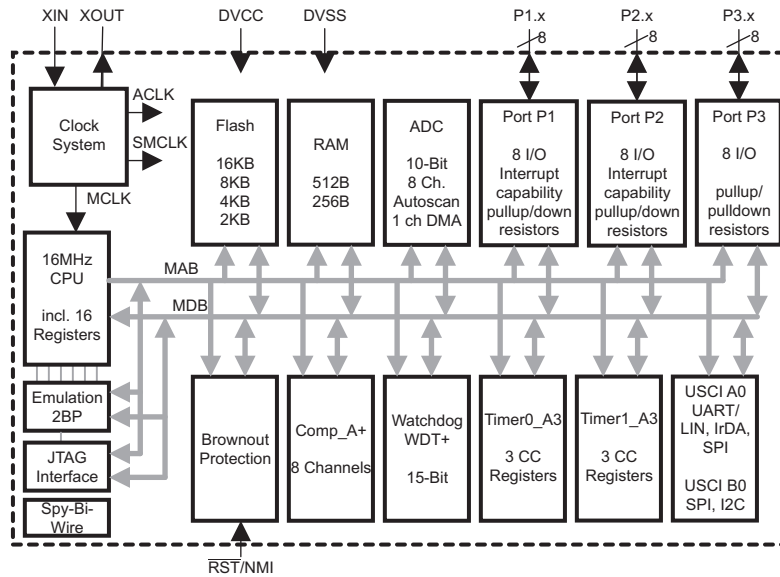 XIN XOUT DVCC DVSS P1.x P2.x P3.x
8 8 8
Clock
System
ACLK
SMCLK
MCLK
Flash
16KB
8KB
4KB
2KB
RAM
512B
256B
ADC
10-Bit
8 Ch.
Autoscan
1 ch DMA
Port P1
8 I/O
Interrupt
capability
pullup/down
resistors
Port P2
8 I/O
Interrupt
capability
pullup/down
resistors
Port P3
8 I/O
pullup/
pulldown
resistors
16MHz
CPU
incl. 16
Registers
MAB
MDB
Emulation
2BP
JTAG
Interface
Spy-Bi-
Wire
Brownout
Protection
Comp_A+
8 Channels
Watchdog
WDT+
15-Bit
Timer0_A3
3 CC
Registers
Timer1_A3
3 CC
Registers
USCI A0
UART/
LIN, IrDA,
SPI
USCI B0
SPI, I2C
RST/NMI